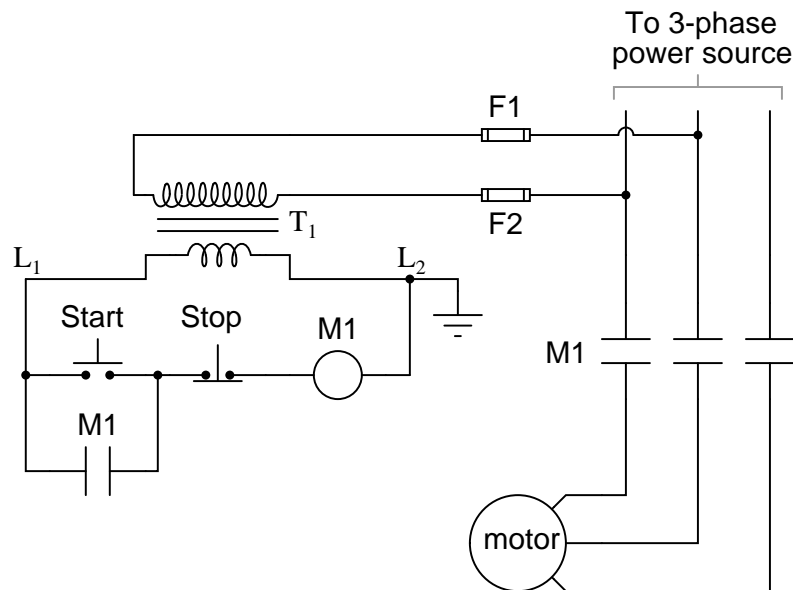 To 3-phase
power source
F1
F2
T1
L1
L2
Start
Stop
M1
M1
M1
motor